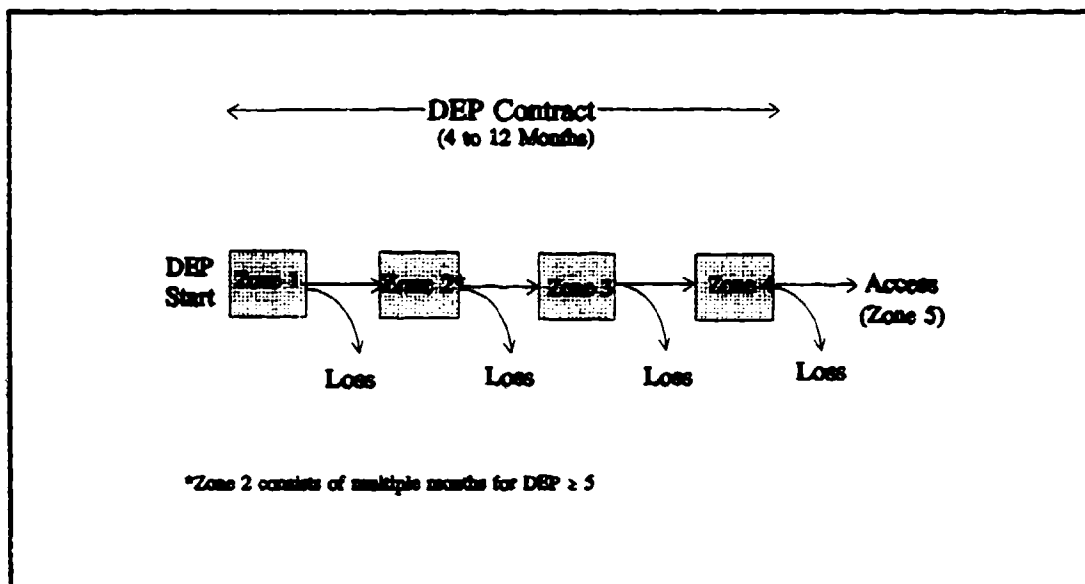 DEP Contract
(4 to 12 Months)
DEP
Start
Zone 1
Zone 2*
Zone 3
Zone 4
Access
(Zone 5)
Loss
Loss
Loss
Loss
*Zone 2 consists of multiple months for DEP ≥ 5